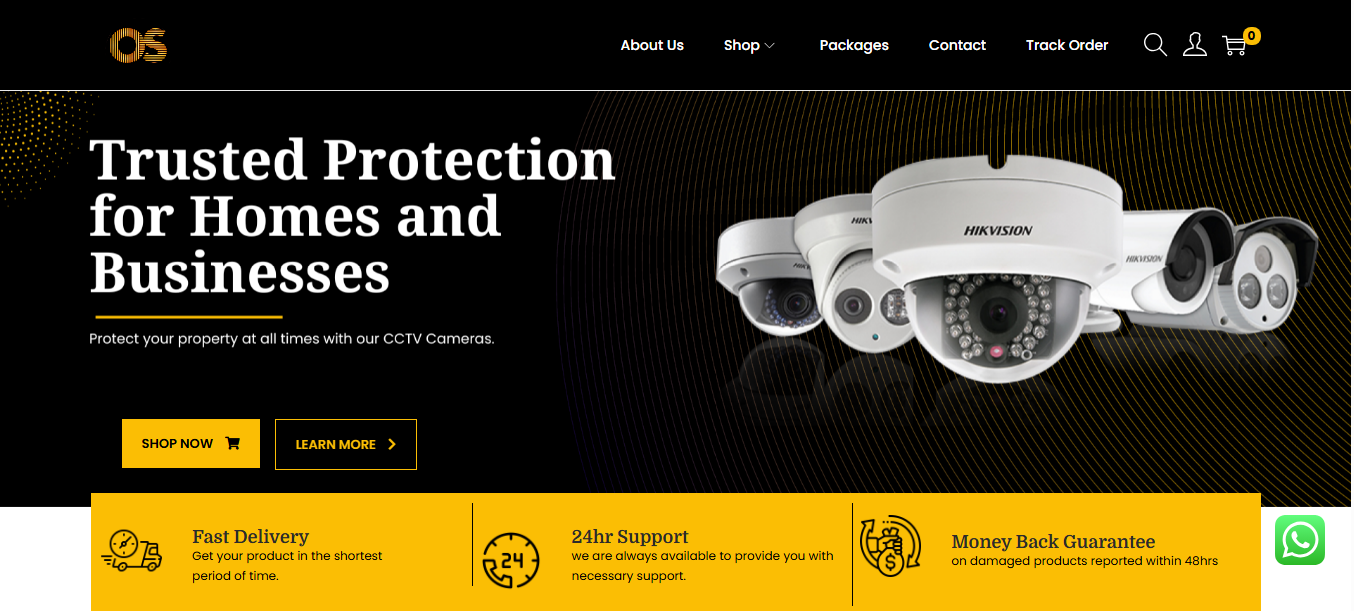 OS
About Us
Shop
Packages
Contact
Track Order
0
Trusted Protection
for Homes and
Businesses
Protect your property at all times with our CCTV Cameras.
HIKVISION
HIKVISION
SHOP NOW
LEARN MORE
Fast Delivery
Get your product in the shortest
period of time.
24
24hr Support
we are always available to provide you with
necessary support.
$
Money Back Guarantee
on damaged products reported within 48hrs